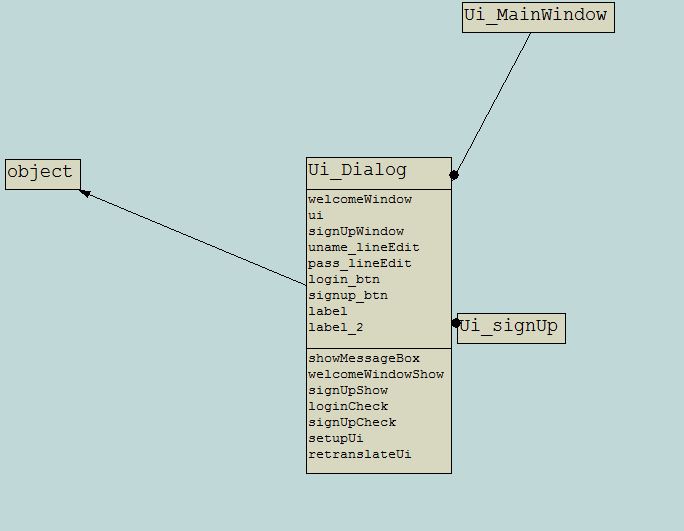 Ui_MainWindow
object
Ui_Dialog
welcomeWindow
ui
signUpWindow
uname_lineEdit
pass_lineEdit
login_btn
signup_btn
label
label_2
Ui_signUp
showMessageBox
welcomeWindowShow
signUpShow
loginCheck
signUpCheck
setupUi
retranslateUi